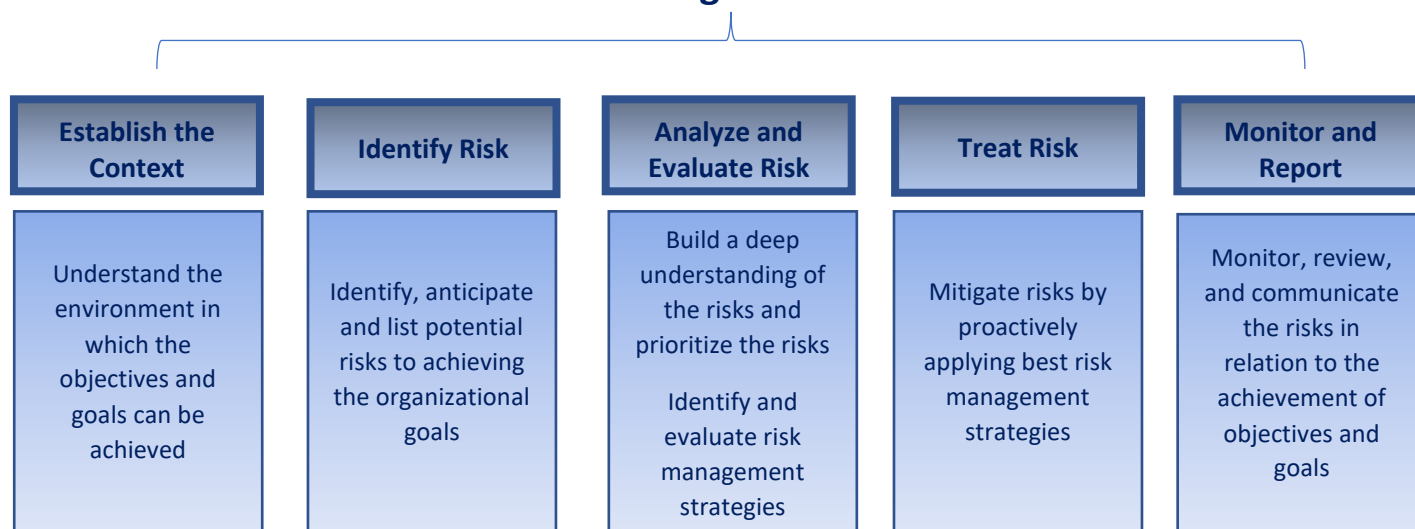 Establish the
Context
Understand the
environment in
which the
objectives and
goals can be
achieved
Identify Risk
Identify, anticipate
and list potential
risks to achieving
the organizational
goals
Analyze and
Evaluate Risk
Build a deep
understanding of
the risks and
prioritize the risks
Identify and
evaluate risk
management
strategies
Treat Risk
Mitigate risks by
proactively
applying best risk
management
strategies
Monitor and
Report
Monitor, review,
and communicate
the risks in
relation to the
achievement of
objectives and
goals